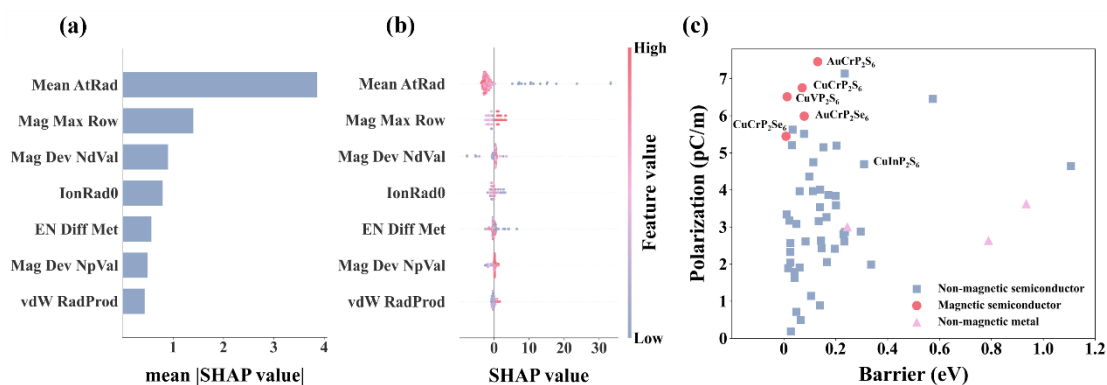 (a)
Mean AtRad
Mag Max Row
Mag Dev NdVal
IonRad0
EN Diff Met
Mag Dev NpVal
vdW RadProd
1 2 3 4
mean |SHAP value|
(b)
High
Mean AtRad
Mag Max Row
Mag Dev NdVal
IonRad0
EN Diff Met
Mag Dev NpVal
vdW RadProd
0 10 20 30
SHAP value
Feature value
Low
(c)
Polarization (pC/m)
8
7
6
5
4
3
2
1
0
AuCrP₂S₆
CuCrP₂S₆
CuVP₂S₆
AuCrP₂Se₆
CuCrP₂Se₆
CuInP₂S₆
Non-magnetic semiconductor
Magnetic semiconductor
Non-magnetic metal
0 0.2 0.4 0.6 0.8 1.0 1.2
Barrier (eV)